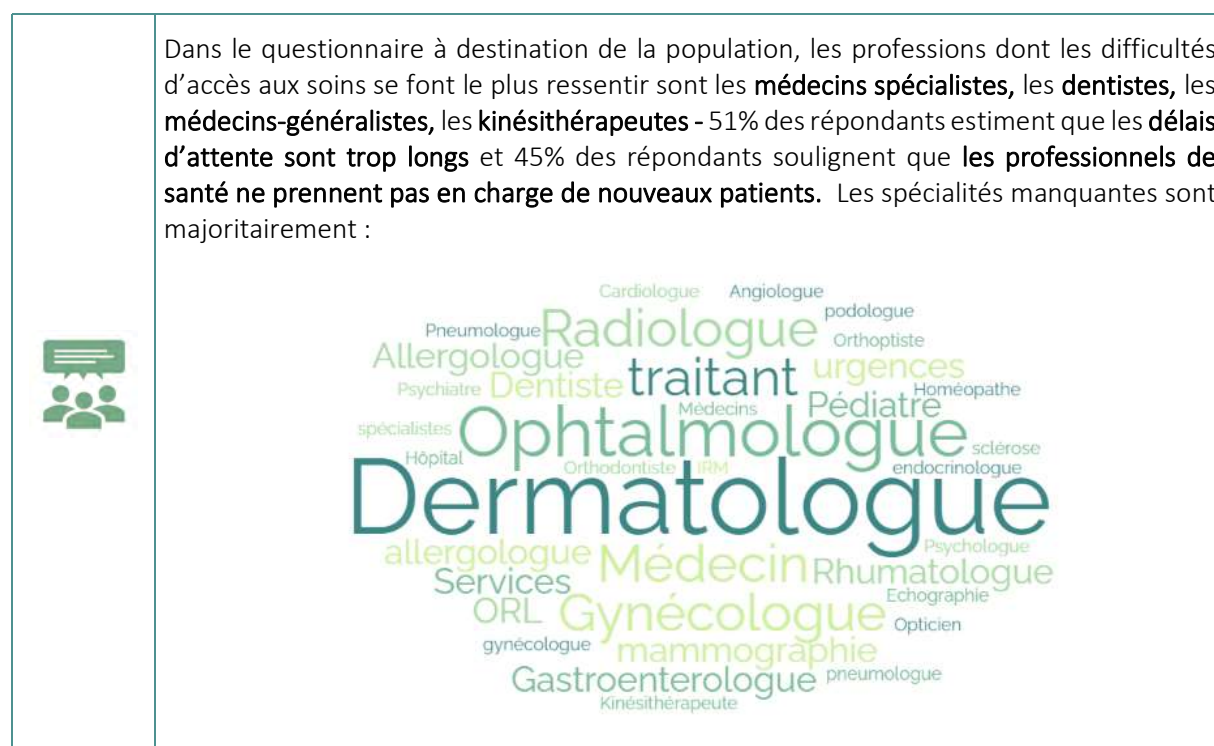 Dans le questionnaire à destination de la population, les professions dont les difficultés
d’accès aux soins se font le plus ressentir sont les médecins spécialistes, les dentistes, les
médecins-généralistes, les kinésithérapeutes - 51% des répondants estiment que les délais
d’attente sont trop longs et 45% des répondants soulignent que les professionnels de
santé ne prennent pas en charge de nouveaux patients. Les spécialités manquantes sont
majoritairement :
Cardiologue Angiologue
podologue
Pneumologue Radiologue Orthoptiste
Allergologue urgences
Psychiatre Dentiste traitant Homéopathe
Médecins Pédiatre
spécialistes Ophtalmologue sclérose
Hôpital Orthodontiste IRM endocrinologue
Dermatologue
allergologue Médecin Psychologue
Services Rhumatologue
Echographie
ORL Gynécologue Opticien
gynécologue mammographie
Gastroenterologue pneumologue
Kinésithérapeute